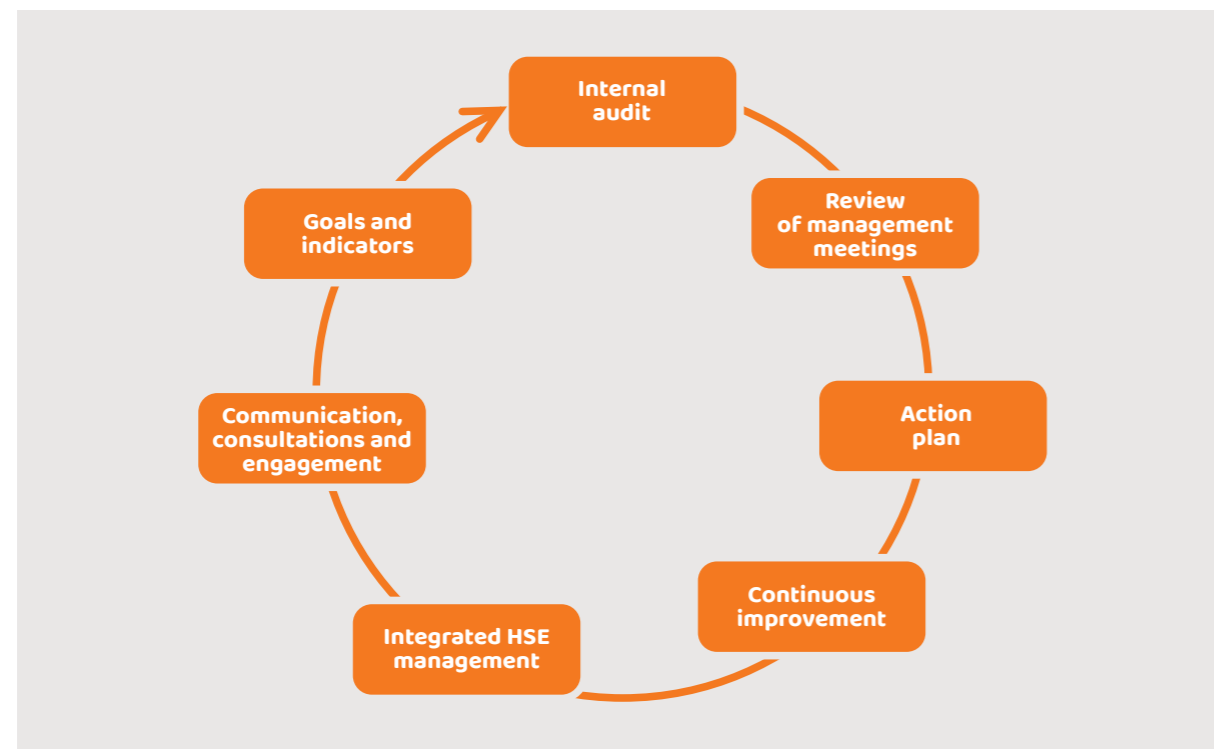 Internal
audit
Review
of management
meetings
Action
plan
Continuous
improvement
Integrated HSE
management
Communication,
consultations and
engagement
Goals and
indicators